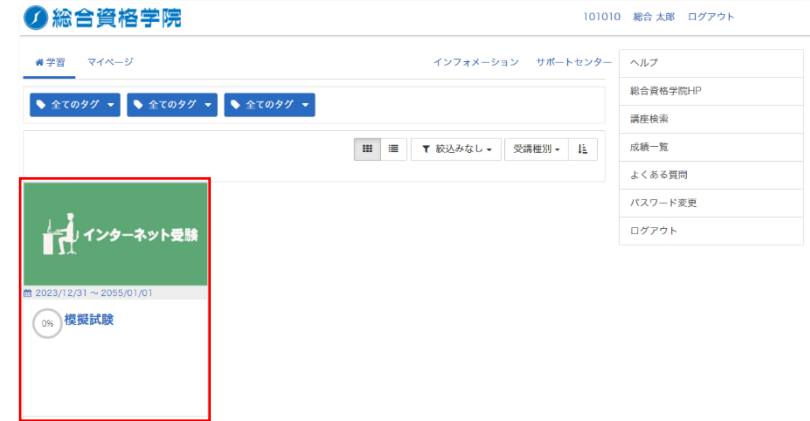 総合資格学院
101010 総合 太郎 ログアウト
学習 マイページ
インフォメーション サポートセンター
全てのタグ 全てのタグ 全てのタグ
絞込みなし 受講種別
インターネット受験
2023/12/31 ～ 2055/01/01
0% 模擬試験
ヘルプ
総合資格学院HP
講座検索
成績一覧
よくある質問
パスワード変更
ログアウト